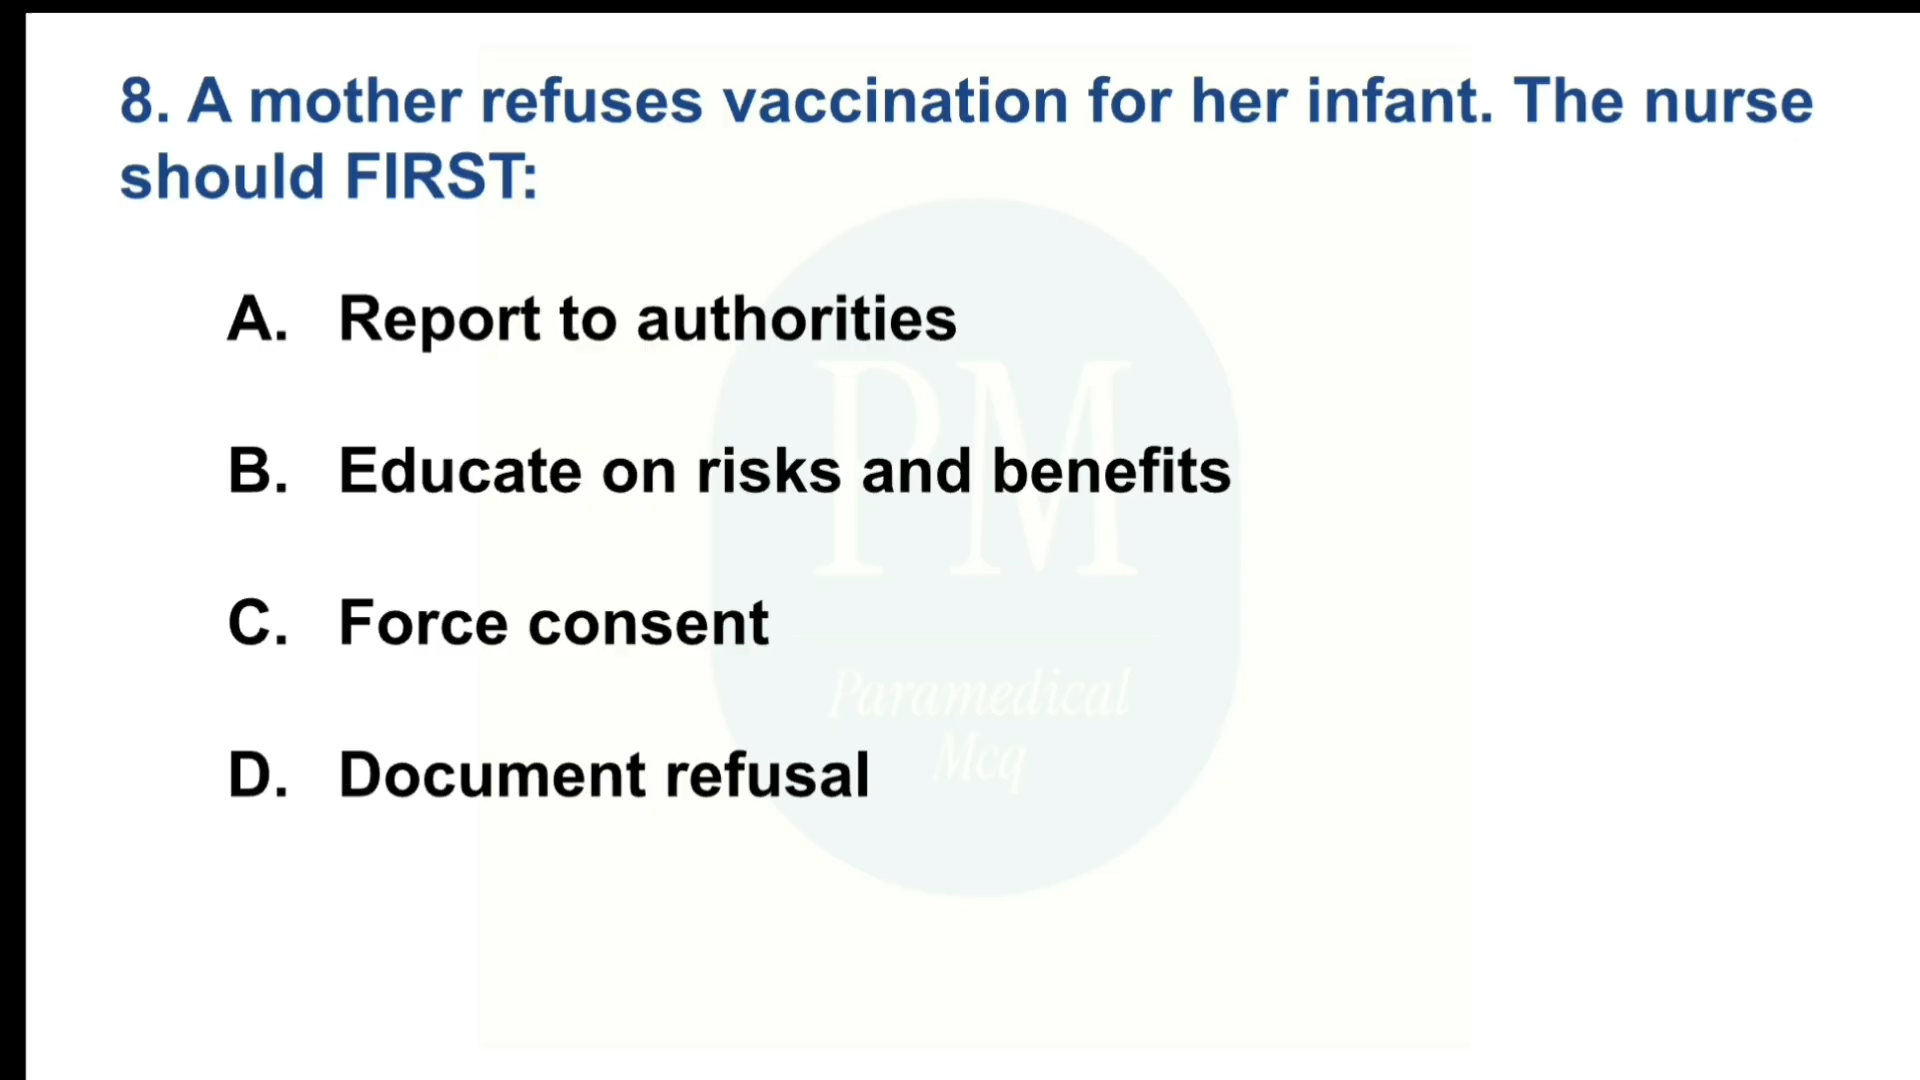 8. A mother refuses vaccination for her infant. The nurse
should FIRST:
A. Report to authorities
B. Educate on risks and benefits
C. Force consent
D. Document refusal
PM
Paramedical
Mcq